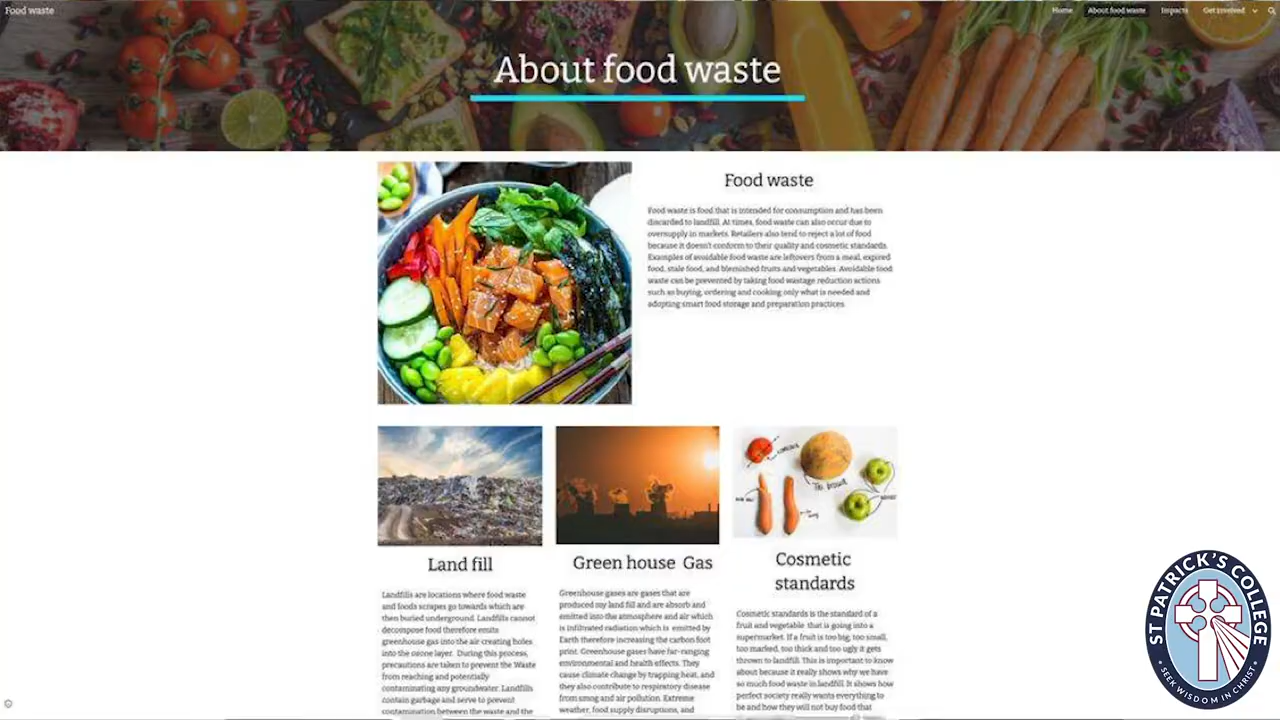 Food waste
Home About food waste Impacts Get involved
About food waste
Food waste
Food waste is food that is intended for consumption and has been
discarded to landfill. At times, food waste can also occur due to
oversupply in markets. Retailers also tend to reject a lot of food
because it doesn't conform to their quality and cosmetic standards.
Examples of avoidable food waste are leftovers from a meal, expired
food, stale food, and blemished fruits and vegetables. Avoidable food
waste can be prevented by taking food wastage reduction actions
such as buying, ordering and cooking only what is needed and
adopting smart food storage and preparation practices.
Land fill
Landfills are locations where food waste
and foods scrapes go towards which are
then buried underground. Landfills cannot
decompose food therefore emits
greenhouse gas into the air creating holes
into the ozone layer. During this process,
precautions are taken to prevent the Waste
from reaching and potentially
contaminating any groundwater. Landfills
contain garbage and serve to prevent
contamination between the waste and the
Green house Gas
Greenhouse gases are gases that are
produced my land fill and are absorb and
emitted into the atmosphere and air which
is infiltrated radiation which is emitted by
Earth therefore increasing the carbon foot
print. Greenhouse gases have far-ranging
environmental and health effects. They
cause climate change by trapping heat, and
they also contribute to respiratory disease
from smog and air pollution. Extreme
weather, food supply disruptions, and
Cosmetic
standards
Cosmetic standards is the standard of a
fruit and vegetable that is going into a
supermarket. If a fruit is too big, too small,
too marked, too thick and too ugly it gets
thrown to landfill. This is important to know
about because it really shows why we have
so much food waste in landfill. It shows how
perfect society really wants everything to
be and how they will not buy food that
ST PATRICK'S COLLEGE
• SEEK WISDOM IN CHRIST •